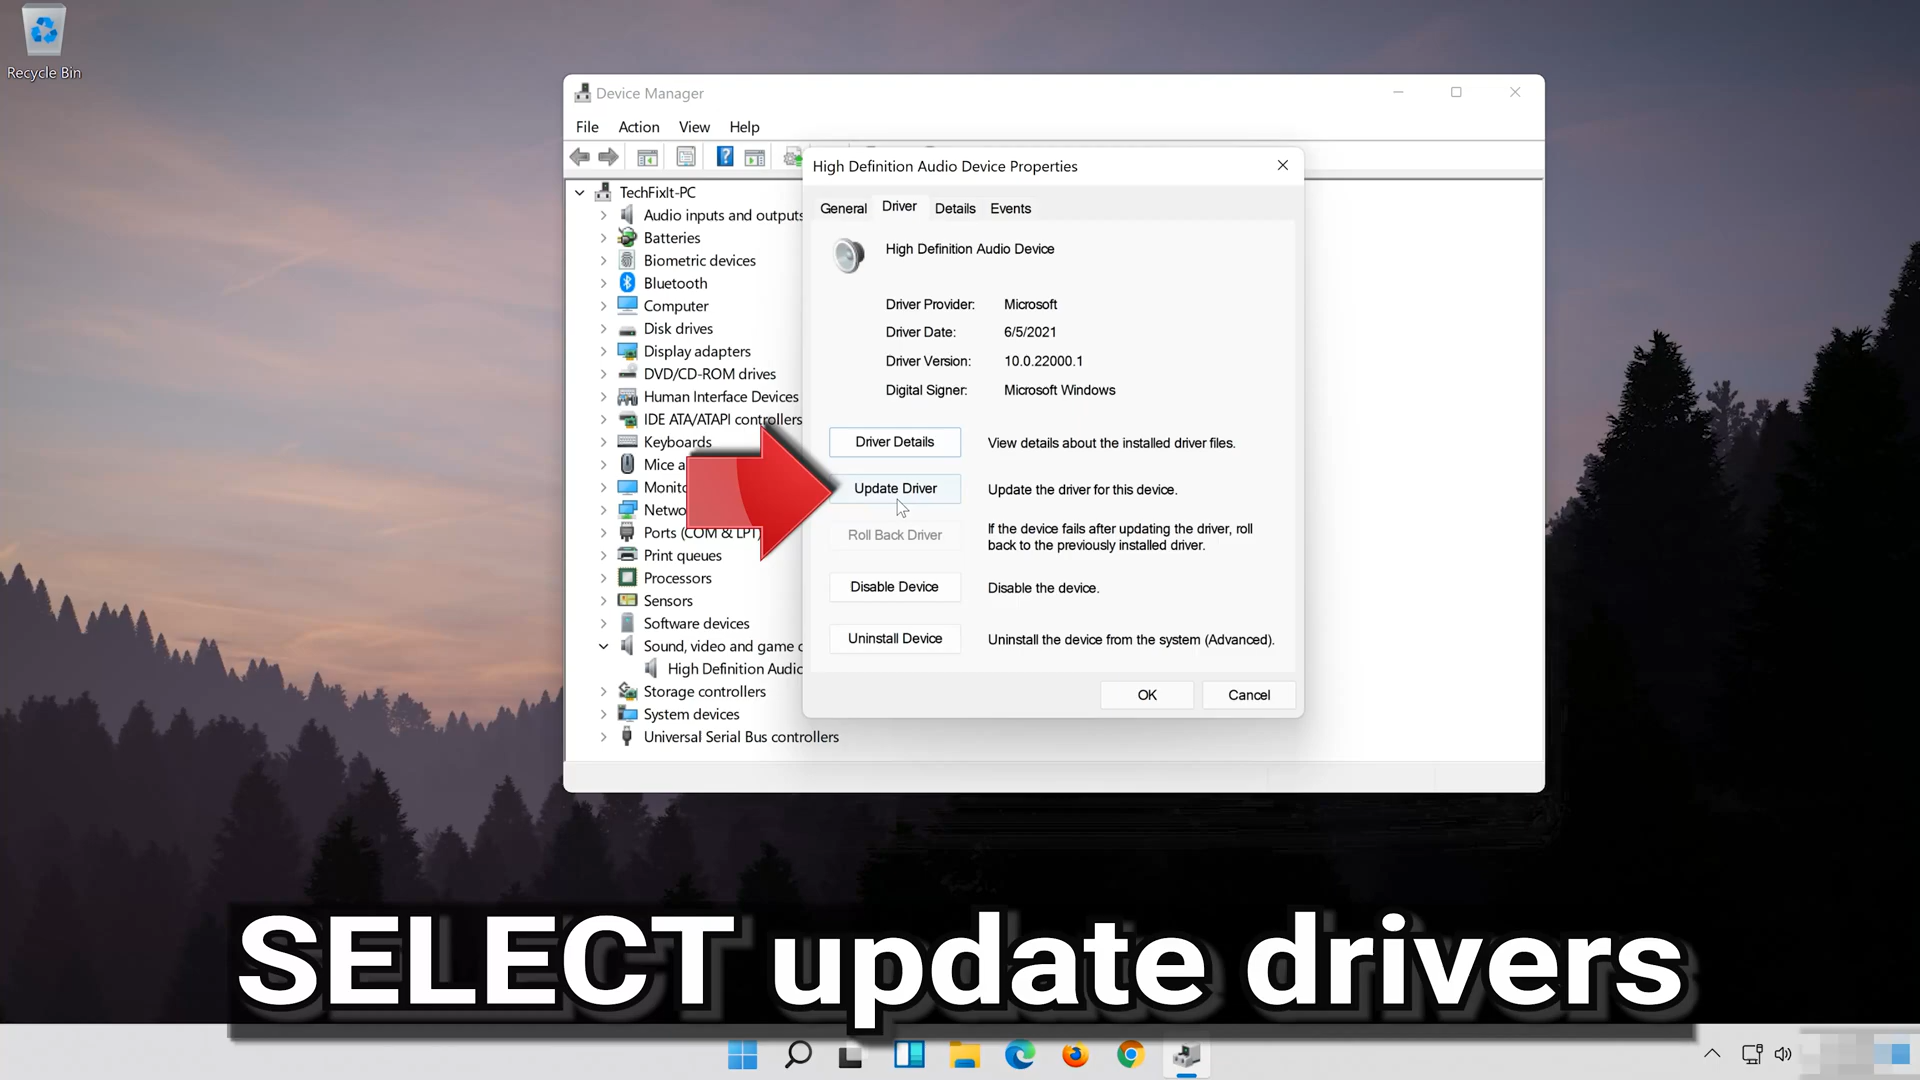 Recycle Bin
Device Manager
File Action View Help
High Definition Audio Device Properties
General Driver Details Events
TechFixIt-PC
Audio inputs and outputs
Batteries
Biometric devices
Bluetooth
Computer
Disk drives
Display adapters
DVD/CD-ROM drives
Human Interface Devices
IDE ATA/ATAPI controllers
Keyboards
Mice a
Monito
Netwo
Ports (COM & LPT)
Print queues
Processors
Sensors
Software devices
Sound, video and game c
High Definition Audio
Storage controllers
System devices
Universal Serial Bus controllers
High Definition Audio Device
Driver Provider: Microsoft
Driver Date: 6/5/2021
Driver Version: 10.0.22000.1
Digital Signer: Microsoft Windows
Driver Details View details about the installed driver files.
Update Driver Update the driver for this device.
Roll Back Driver If the device fails after updating the driver, roll
back to the previously installed driver.
Disable Device Disable the device.
Uninstall Device Uninstall the device from the system (Advanced).
OK Cancel
SELECT update drivers